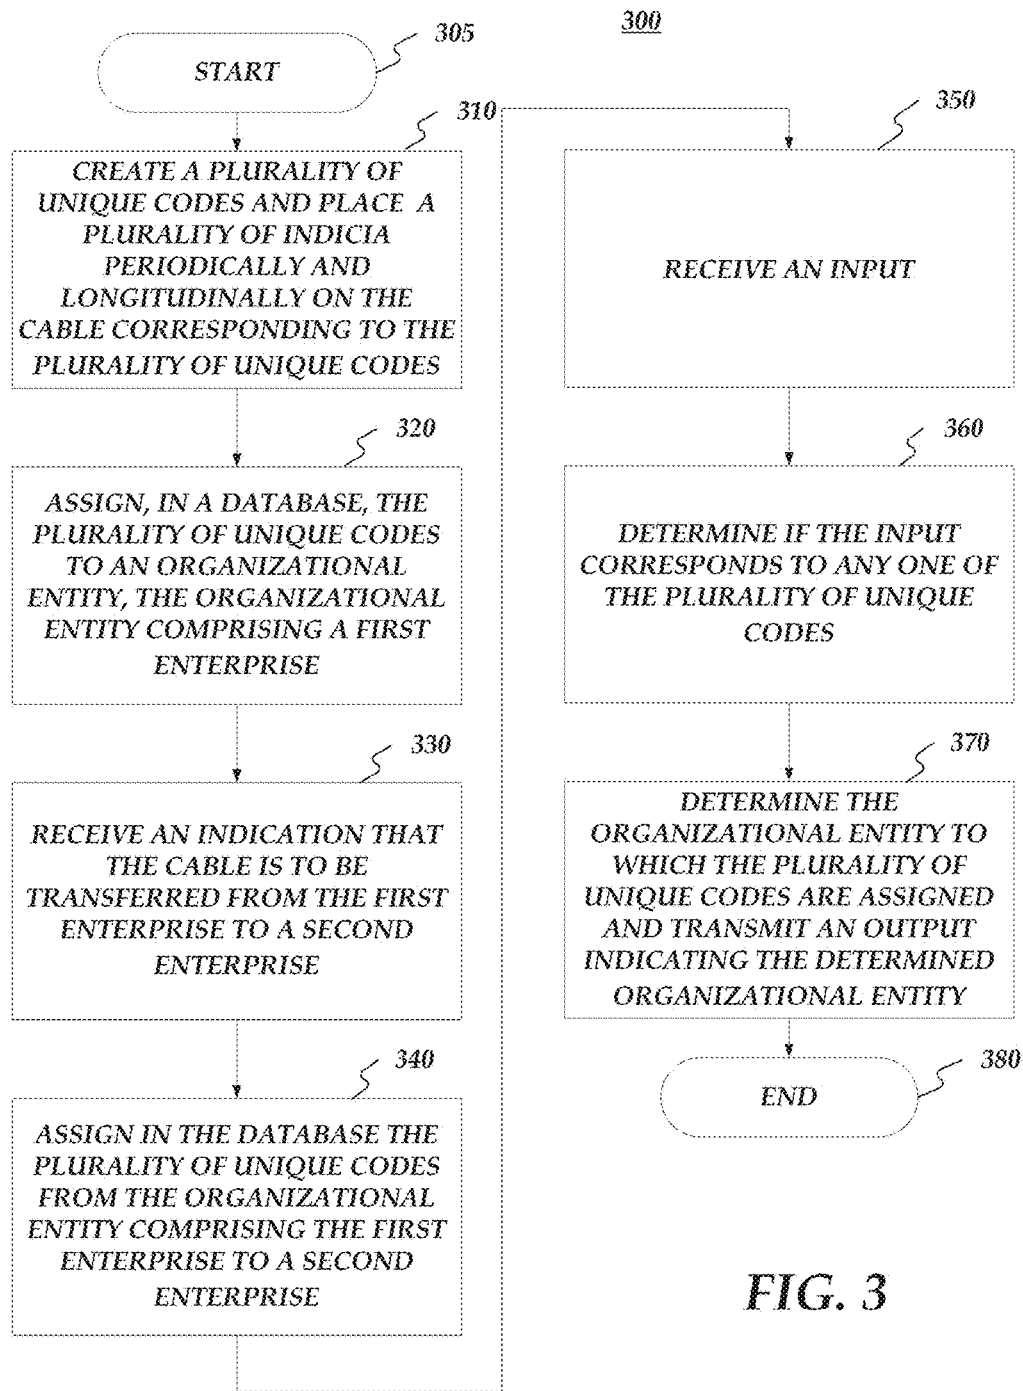 300
305
START
310
CREATE A PLURALITY OF
UNIQUE CODES AND PLACE A
PLURALITY OF INDICIA
PERIODICALLY AND
LONGITUDINALLY ON THE
CABLE CORRESPONDING TO THE
PLURALITY OF UNIQUE CODES
320
ASSIGN, IN A DATABASE, THE
PLURALITY OF UNIQUE CODES
TO AN ORGANIZATIONAL
ENTITY, THE ORGANIZATIONAL
ENTITY COMPRISING A FIRST
ENTERPRISE
330
RECEIVE AN INDICATION THAT
THE CABLE IS TO BE
TRANSFERRED FROM THE FIRST
ENTERPRISE TO A SECOND
ENTERPRISE
340
ASSIGN IN THE DATABASE THE
PLURALITY OF UNIQUE CODES
FROM THE ORGANIZATIONAL
ENTITY COMPRISING THE FIRST
ENTERPRISE TO A SECOND
ENTERPRISE
350
RECEIVE AN INPUT
360
DETERMINE IF THE INPUT
CORRESPONDS TO ANY ONE OF
THE PLURALITY OF UNIQUE
CODES
370
DETERMINE THE
ORGANIZATIONAL ENTITY TO
WHICH THE PLURALITY OF
UNIQUE CODES ARE ASSIGNED
AND TRANSMIT AN OUTPUT
INDICATING THE DETERMINED
ORGANIZATIONAL ENTITY
380
END
FIG. 3